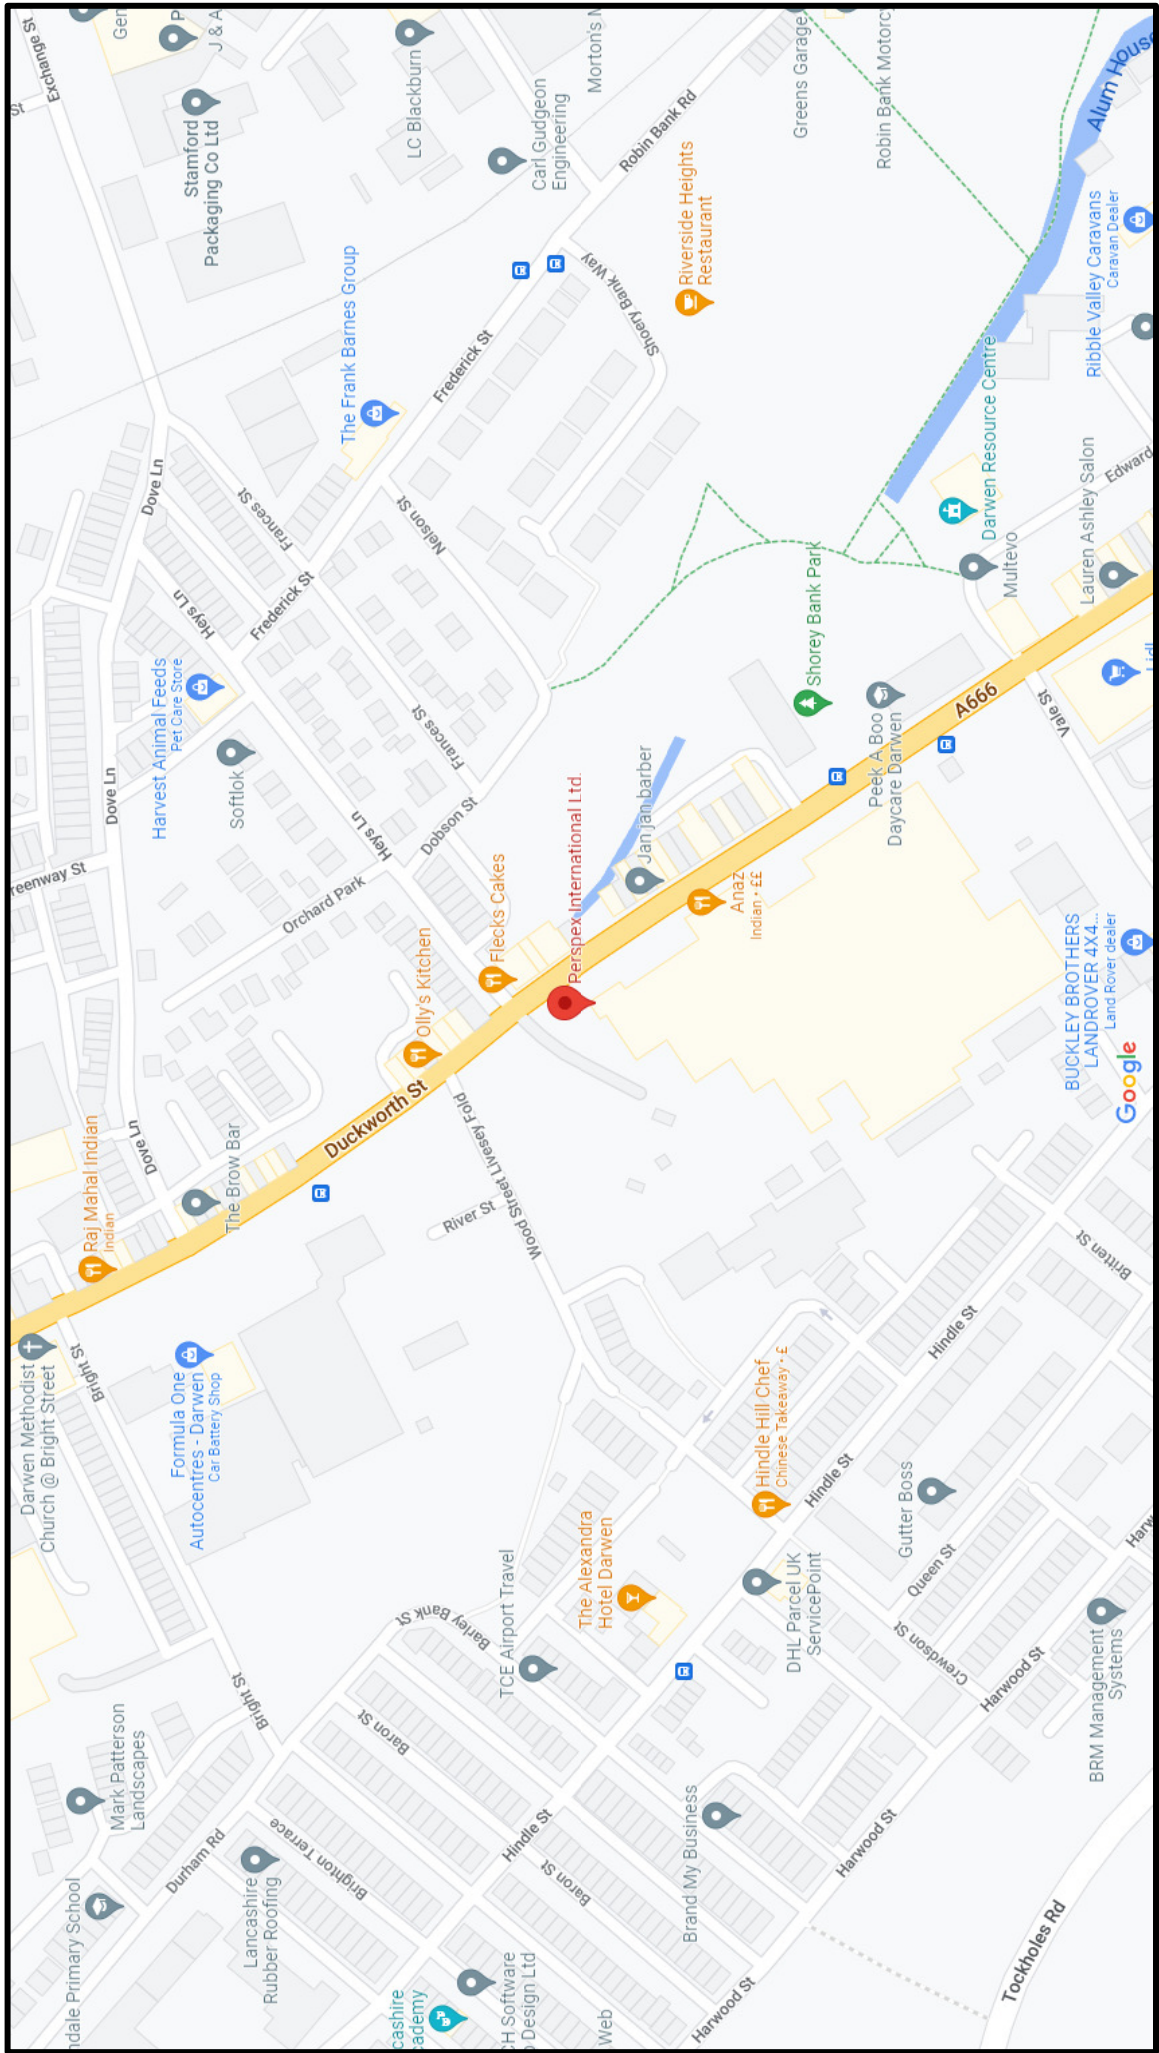 ndale Primary School
Darwen Methodist
Church @ Bright Street
Raj Mahal Indian
Indian
reenway St
St
Exchange St
Mark Patterson
Landscapes
Bright St
Dove Ln
Dove Ln
Dove Ln
Harvest Animal Feeds
Pet Care Store
Stamford
Packaging Co Ltd
Gen
P
J & A
Durham Rd
Bright St
Formula One
Autocentres - Darwen
Car Battery Shop
The Brow Bar
Softlok
Heys Ln
Frances St
Lancashire
Rubber Roofing
Brighton Terrace
Orchard Park
Frederick St
The Frank Barnes Group
LC Blackburn
cashire
cademy
Baron St
Barley Bank St
Duckworth St
Olly's Kitchen
Heys Ln
Dobson St
Frances St
Nelson St
Frederick St
CH Software
o Design Ltd
Hindle St
TCE Airport Travel
River St
Wood Street Livesey Fold
Flecks Cakes
Carl Gudgeon
Engineering
Baron St
The Alexandra
Hotel Darwen
Perspex International Ltd.
Shoery Bank Way
Morton's N
Web
Jan jan barber
Robin Bank Rd
Brand My Business
Riverside Heights
Restaurant
Harwood St
Hindle Hill Chef
Chinese Takeaway · £
Anaz
Indian · ££
DHL Parcel UK
ServicePoint
Hindle St
Shorey Bank Park
Greens Garage
Harwood St
Crewdson St
Queen St
Gutter Boss
Hindle St
Peek A Boo
Daycare Darwen
Robin Bank Motorc
A666
Darwen Resource Centre
Multevo
Harwood St
Tockholes Rd
Vale St
BRM Management
Systems
Britten St
BUCKLEY BROTHERS
LANDROVER 4X4...
Land Rover dealer
Lauren Ashley Salon
Ribble Valley Caravans
Caravan Dealer
Alum House
Harw
Google
Edward